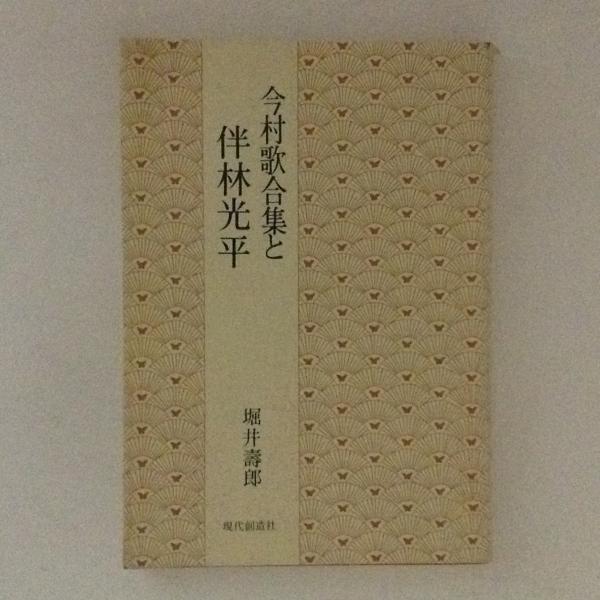 今村歌合集と
伴林光平
堀井壽郎
現代創造社